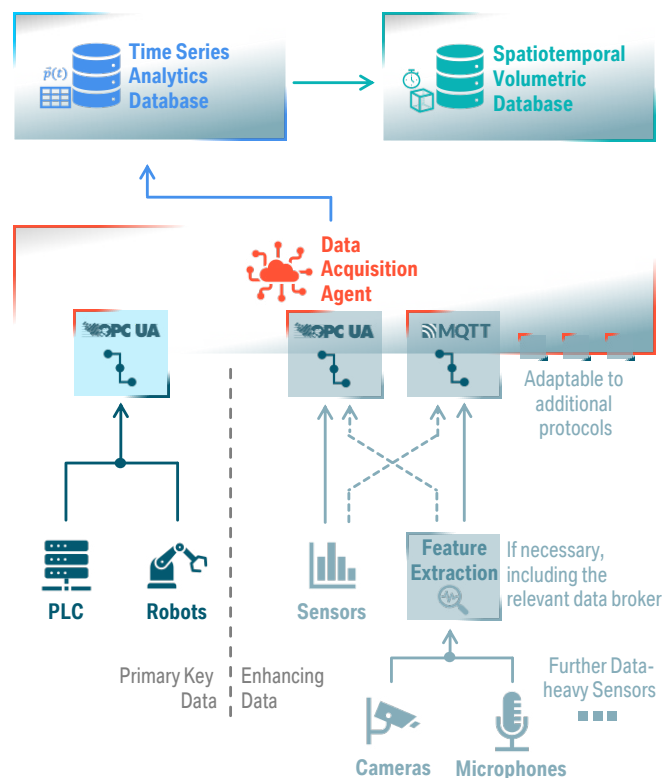 Time Series
Analytics
Database
p⃗(t)
Spatiotemporal
Volumetric
Database
Data
Acquisition
Agent
OPC UA
OPC UA
MQTT
Adaptable to
additional
protocols
PLC
Robots
Sensors
Feature
Extraction
If necessary,
including the
relevant data broker
Primary Key
Data
Enhancing
Data
Further Data-
heavy Sensors
Cameras
Microphones